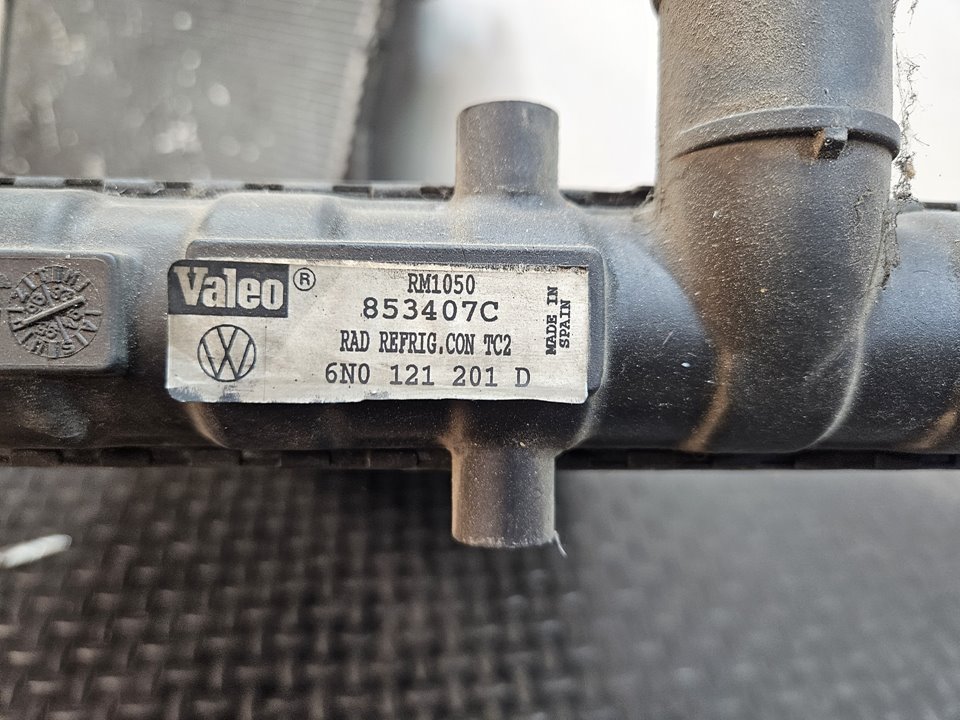 Valeo ®
RM1050
853407C
RAD REFRIG.CON TC2
6N0 121 201 D
MADE IN
SPAIN